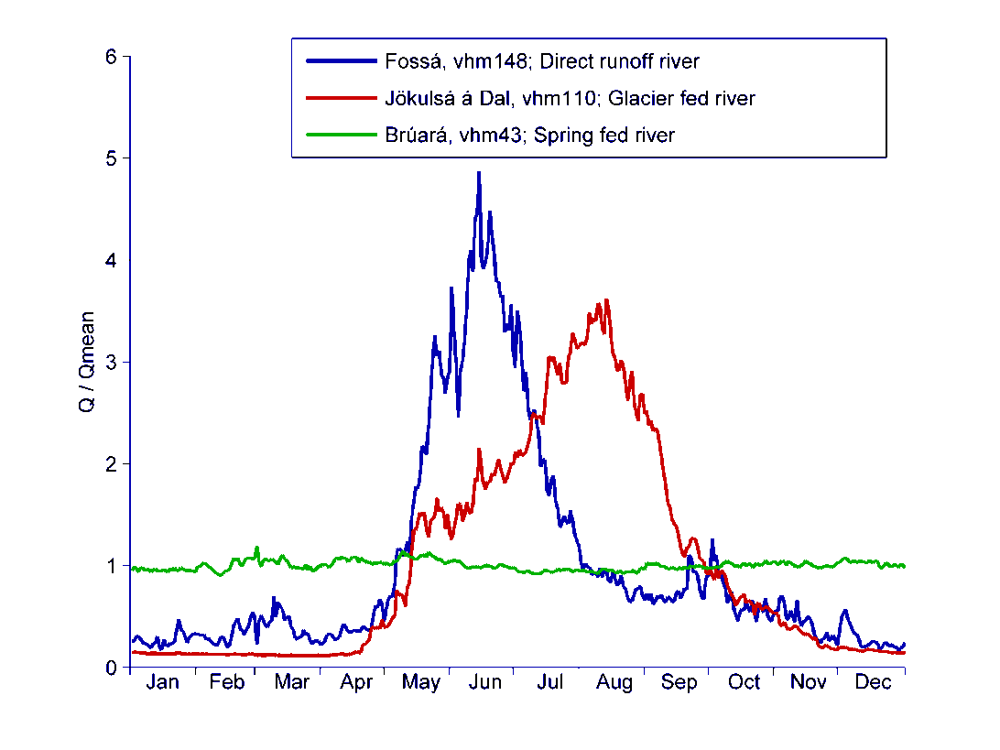 6
Fossá, vhm148; Direct runoff river
Jökulsá á Dal, vhm110; Glacier fed river
Brúará, vhm43; Spring fed river
5
4
Q / Qmean
3
2
1
0
Jan Feb Mar Apr May Jun Jul Aug Sep Oct Nov Dec